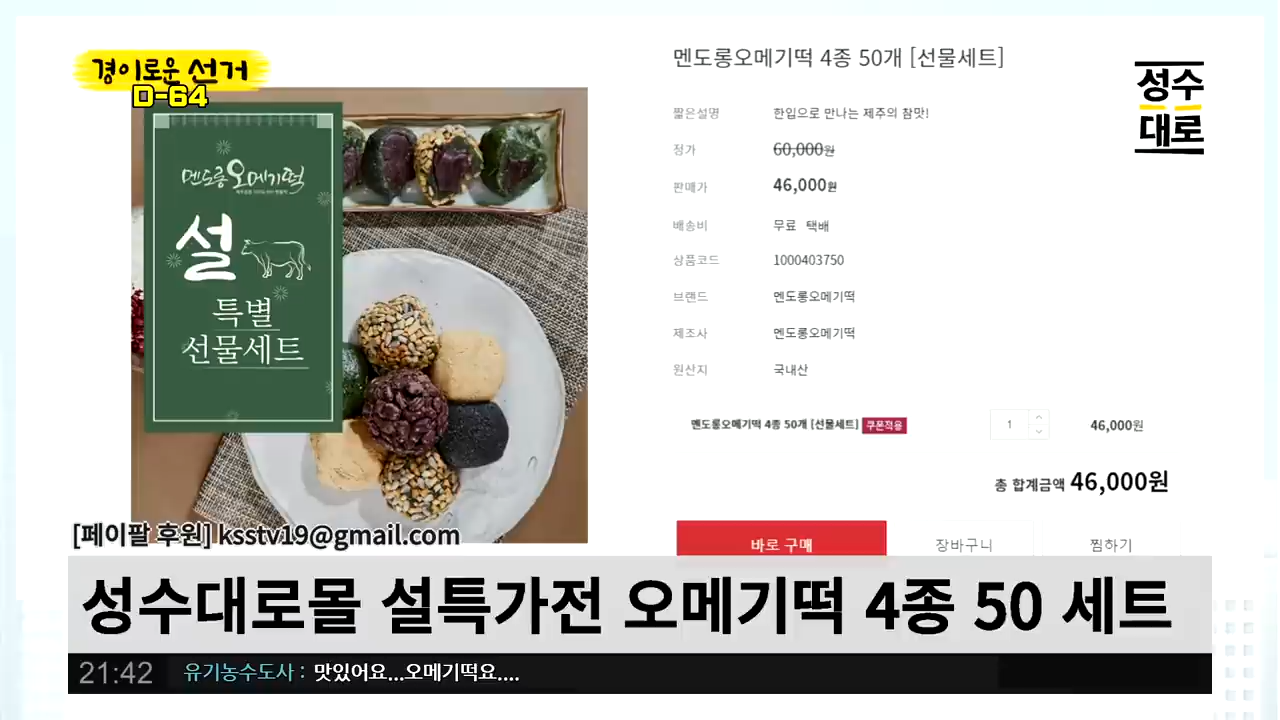 경이로운 선거
D-64
멘도롱오메기떡
설
특별
선물세트
멘도롱오메기떡 4종 50개 [선물세트]
성수
대로
짧은설명 한입으로 만나는 제주의 참맛!
정가 60,000원
판매가 46,000원
배송비 무료 택배
상품코드 1000403750
브랜드 멘도롱오메기떡
제조사 멘도롱오메기떡
원산지 국내산
멘도롱오메기떡 4종 50개 [선물세트] 쿠폰적용 1 46,000원
총 합계금액 46,000원
바로 구매 장바구니 찜하기
[페이팔 후원] ksstv19@gmail.com
성수대로몰 설특가전 오메기떡 4종 50 세트
21:42 유기농수도사 : 맛있어요...오메기떡요....